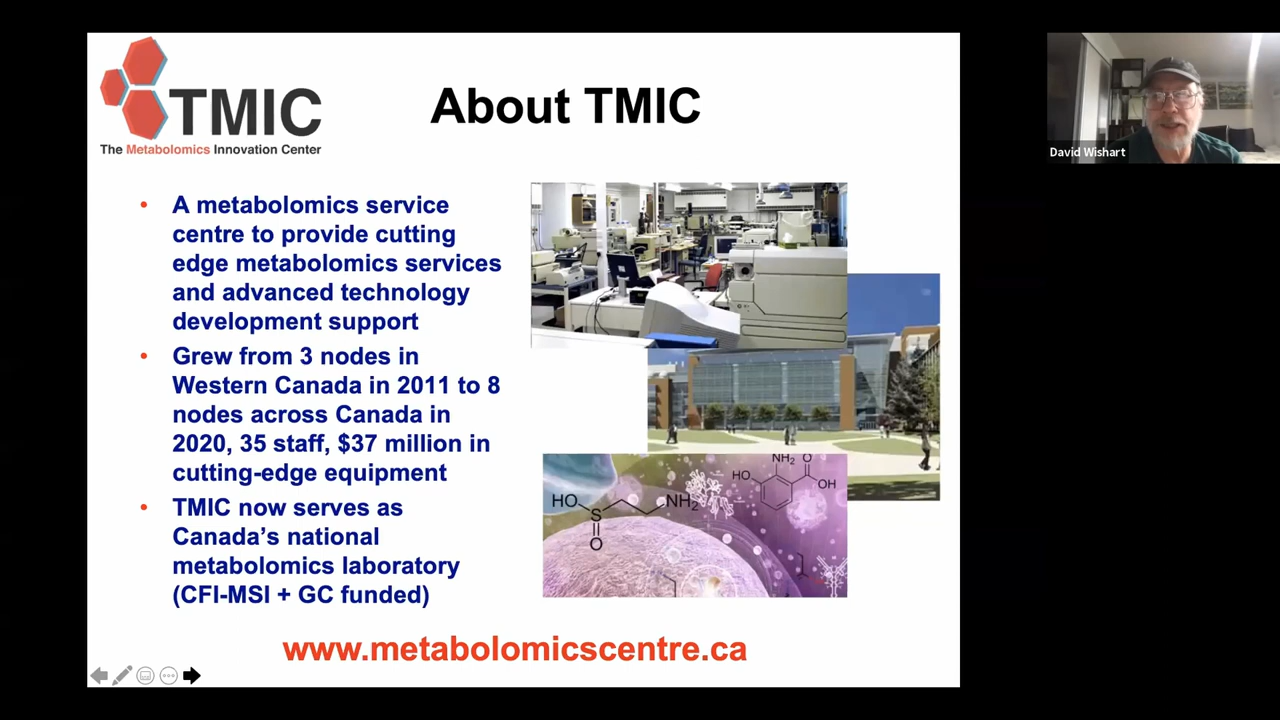 TMIC
The Metabolomics Innovation Center
About TMIC
David Wishart
• A metabolomics service
centre to provide cutting
edge metabolomics services
and advanced technology
development support
• Grew from 3 nodes in
Western Canada in 2011 to 8
nodes across Canada in
2020, 35 staff, $37 million in
cutting-edge equipment
• TMIC now serves as
Canada’s national
metabolomics laboratory
(CFI-MSI + GC funded)
HO
S
O
NH2
HO
NH2
O
OH
www.metabolomicscentre.ca